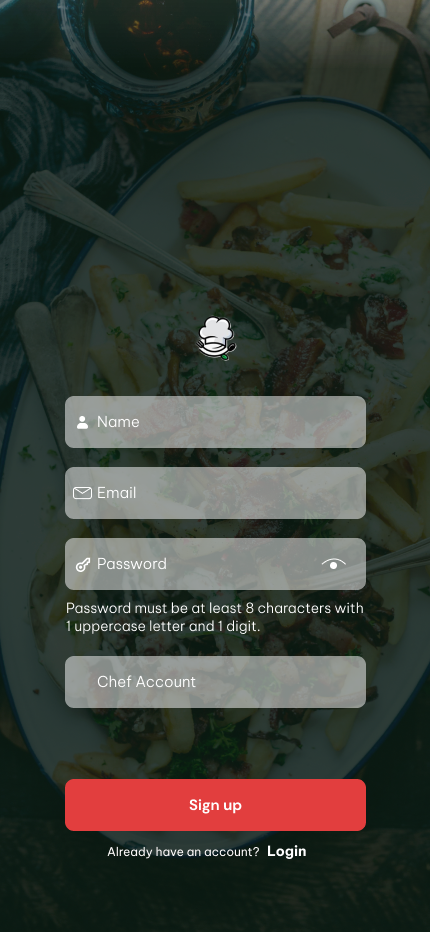 Name
Email
Password
Password must be at least 8 characters with
1 uppercase letter and 1 digit.
Chef Account
Sign up
Already have an account? Login